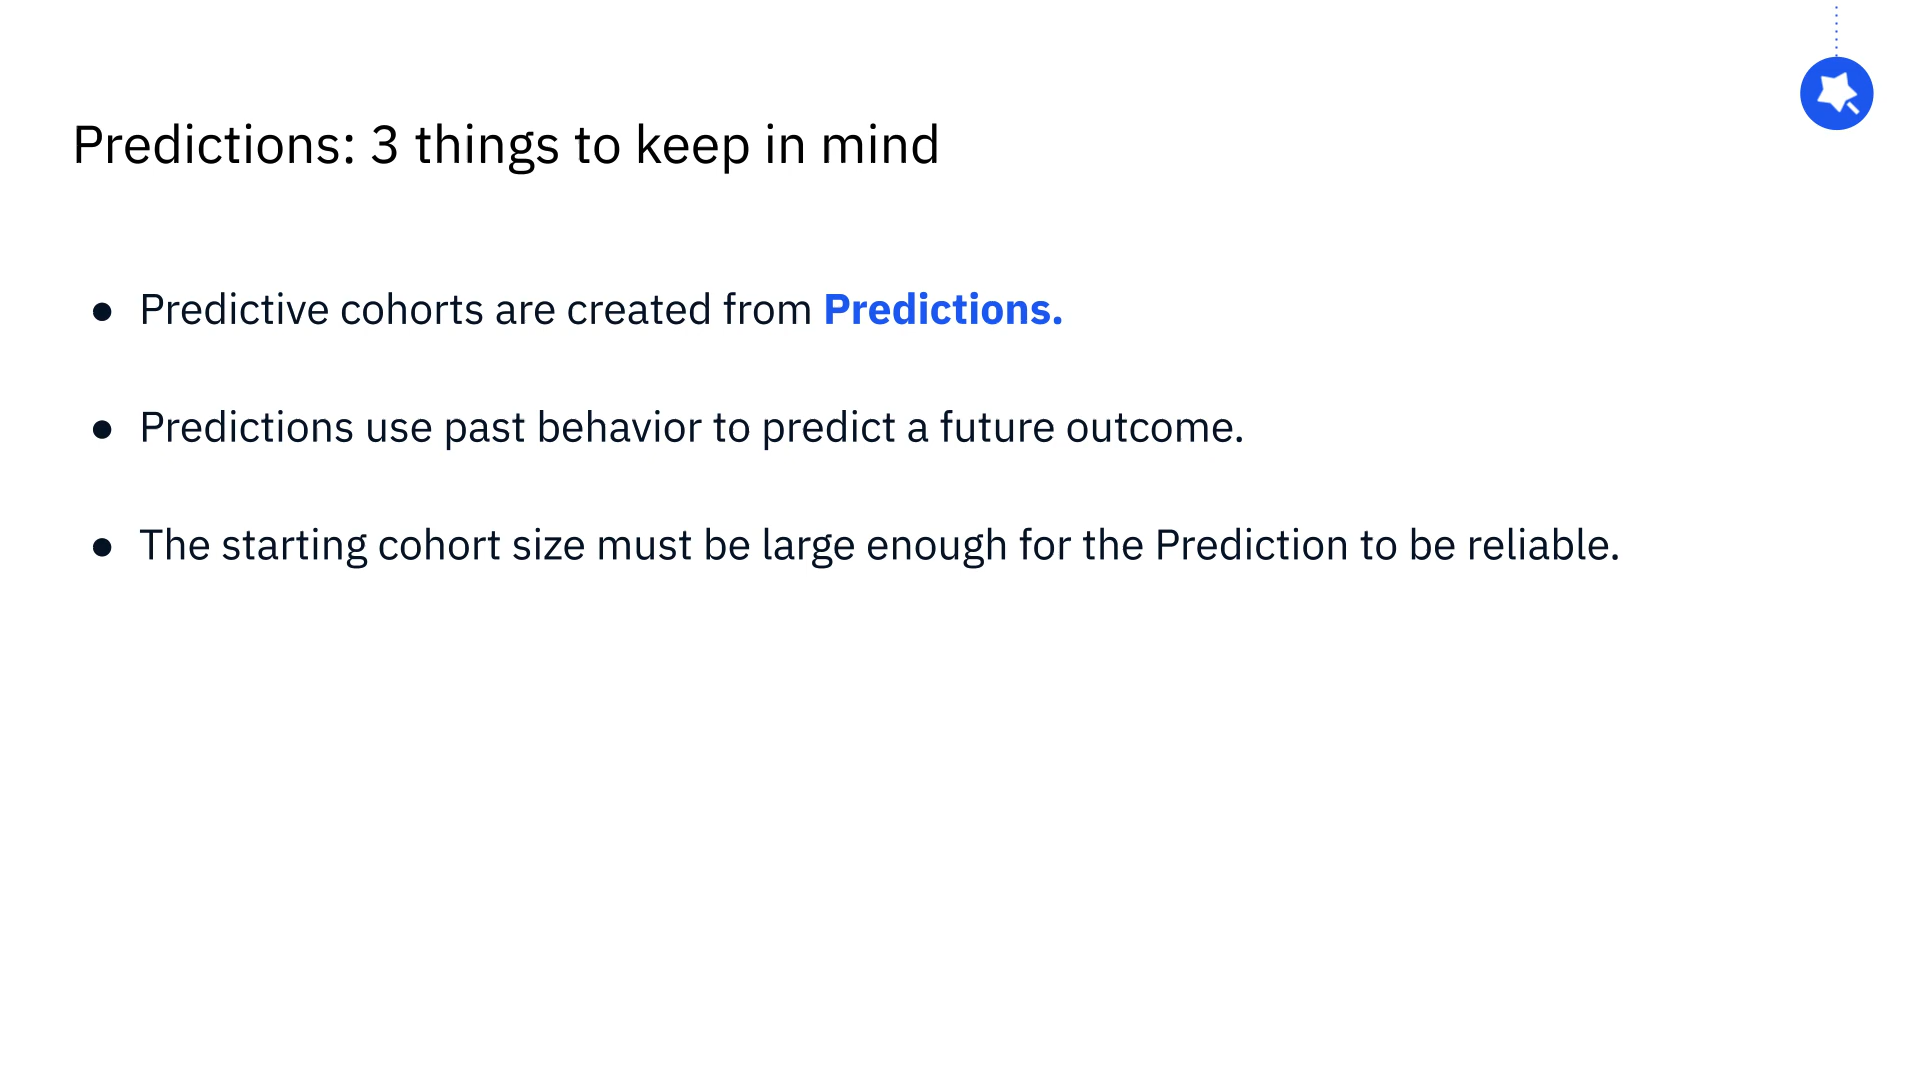 Predictions: 3 things to keep in mind
● Predictive cohorts are created from Predictions.
● Predictions use past behavior to predict a future outcome.
● The starting cohort size must be large enough for the Prediction to be reliable.